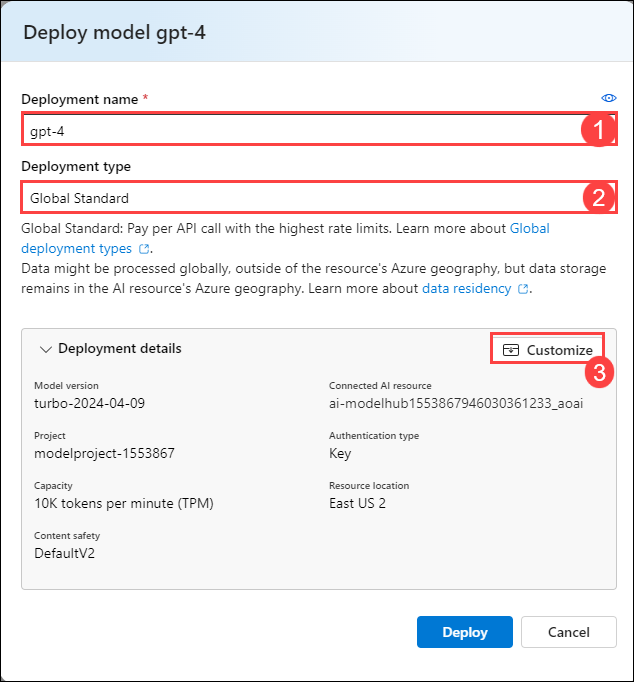 Deploy model gpt-4
Deployment name *
gpt-4
1
Deployment type
Global Standard
2
Global Standard: Pay per API call with the highest rate limits. Learn more about Global
deployment types.
Data might be processed globally, outside of the resource's Azure geography, but data storage
remains in the AI resource's Azure geography. Learn more about data residency.
Deployment details
Customize
3
Model version
turbo-2024-04-09
Connected AI resource
ai-modelhub1553867946030361233_aoai
Project
modelproject-1553867
Authentication type
Key
Capacity
10K tokens per minute (TPM)
Resource location
East US 2
Content safety
DefaultV2
Deploy
Cancel